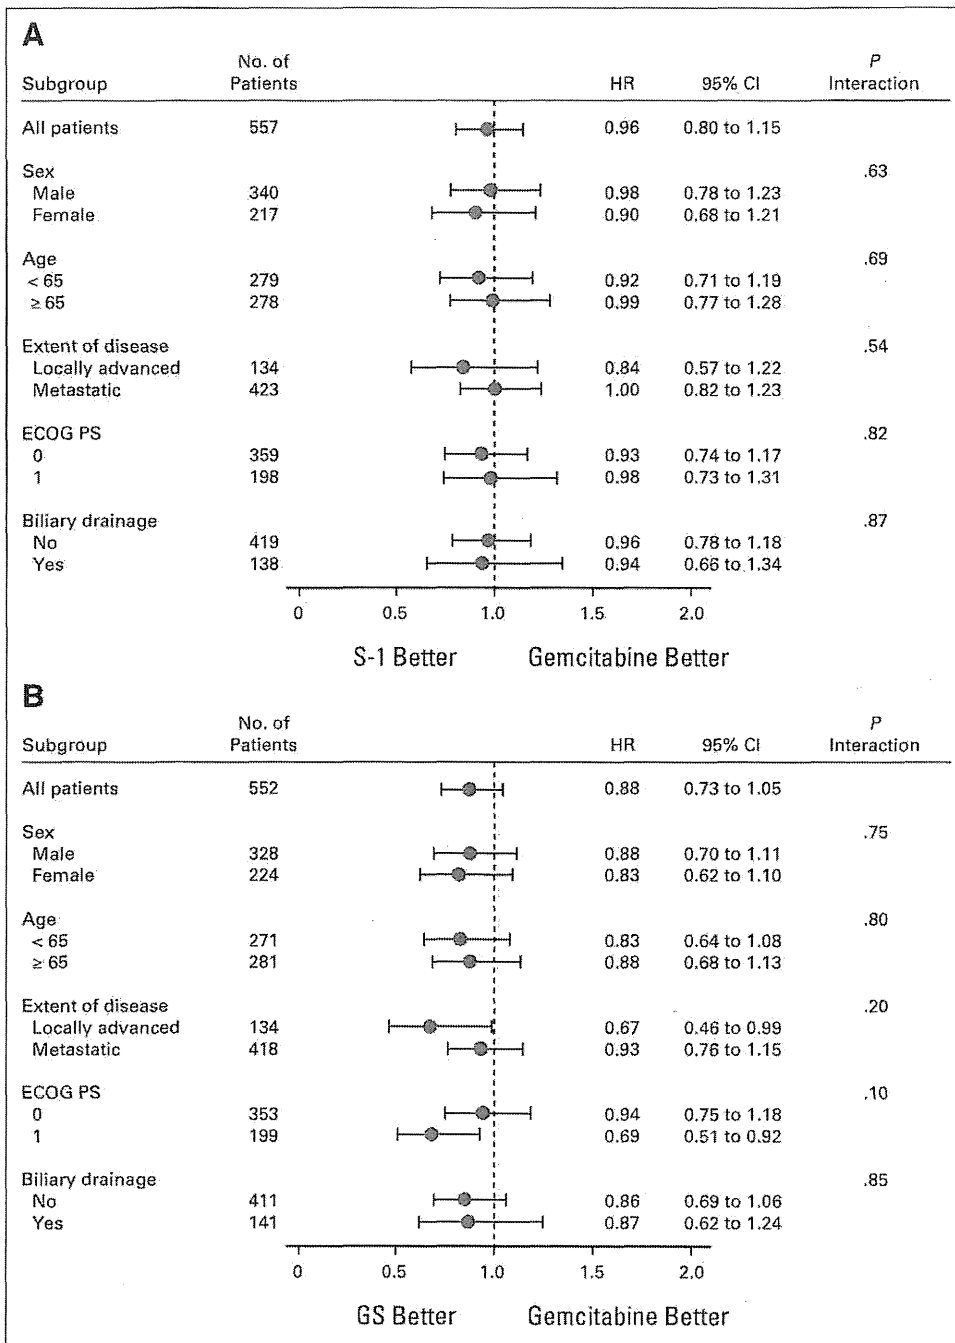 A
Subgroup No. of Patients HR 95% CI P Interaction
All patients 557 0.96 0.80 to 1.15
Sex .63
Male 340 0.98 0.78 to 1.23
Female 217 0.90 0.68 to 1.21
Age .69
< 65 279 0.92 0.71 to 1.19
≥ 65 278 0.99 0.77 to 1.28
Extent of disease .54
Locally advanced 134 0.84 0.57 to 1.22
Metastatic 423 1.00 0.82 to 1.23
ECOG PS .82
0 359 0.93 0.74 to 1.17
1 198 0.98 0.73 to 1.31
Biliary drainage .87
No 419 0.96 0.78 to 1.18
Yes 138 0.94 0.66 to 1.34
0 0.5 1.0 1.5 2.0
S-1 Better Gemcitabine Better
B
Subgroup No. of Patients HR 95% CI P Interaction
All patients 552 0.88 0.73 to 1.05
Sex .75
Male 328 0.88 0.70 to 1.11
Female 224 0.83 0.62 to 1.10
Age .80
< 65 271 0.83 0.64 to 1.08
≥ 65 281 0.88 0.68 to 1.13
Extent of disease .20
Locally advanced 134 0.67 0.46 to 0.99
Metastatic 418 0.93 0.76 to 1.15
ECOG PS .10
0 353 0.94 0.75 to 1.18
1 199 0.69 0.51 to 0.92
Biliary drainage .85
No 411 0.86 0.69 to 1.06
Yes 141 0.87 0.62 to 1.24
0 0.5 1.0 1.5 2.0
GS Better Gemcitabine Better